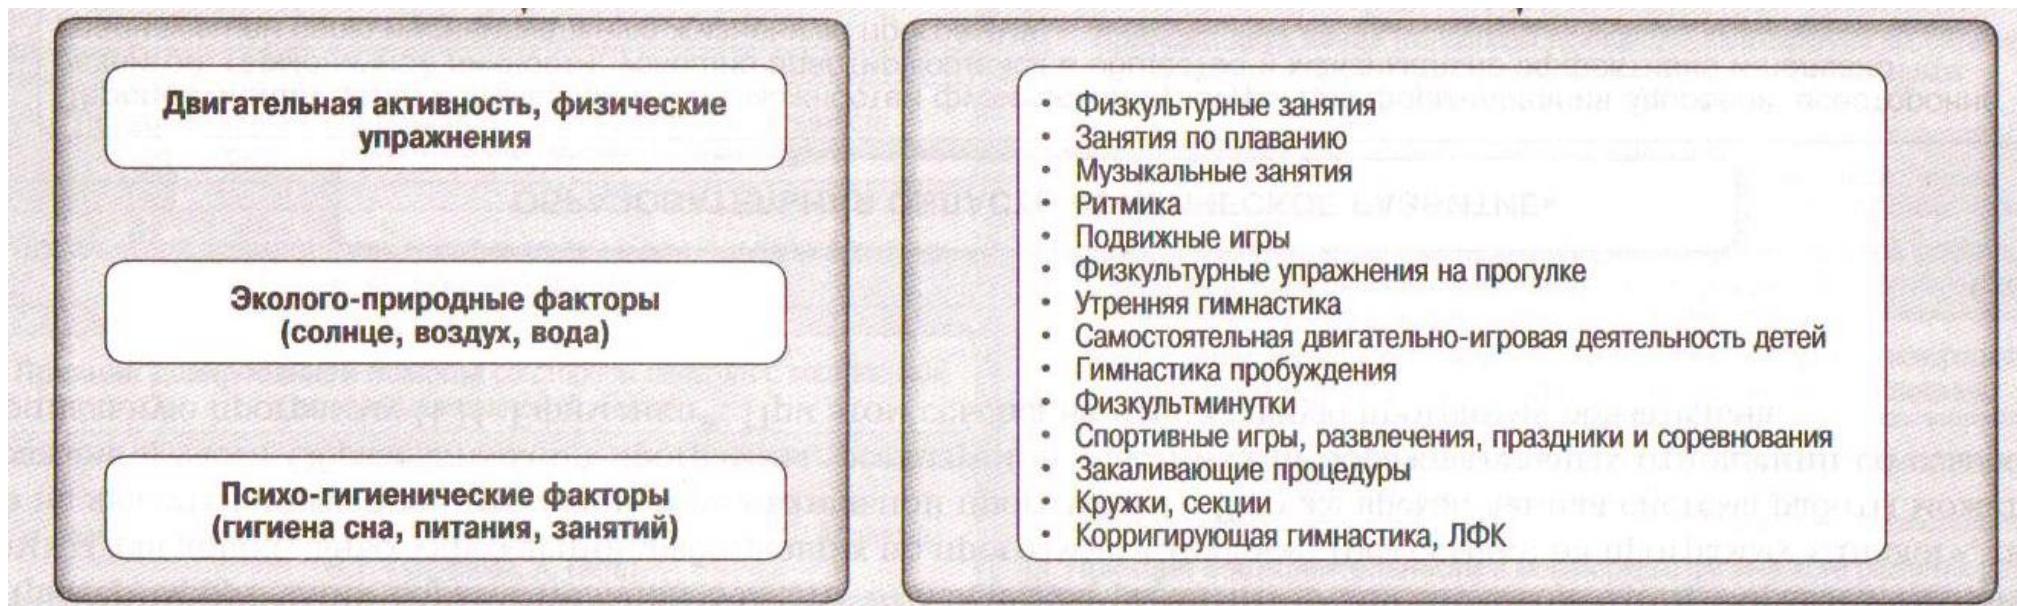 Двигательная активность, физические
упражнения
Эколого-природные факторы
(солнце, воздух, вода)
Психо-гигиенические факторы
(гигиена сна, питания, занятий)
• Физкультурные занятия
• Занятия по плаванию
• Музыкальные занятия
• Ритмика
• Подвижные игры
• Физкультурные упражнения на прогулке
• Утренняя гимнастика
• Самостоятельная двигательно-игровая деятельность детей
• Гимнастика пробуждения
• Физкультминутки
• Спортивные игры, развлечения, праздники и соревнования
• Закаливающие процедуры
• Кружки, секции
• Корригирующая гимнастика, ЛФК